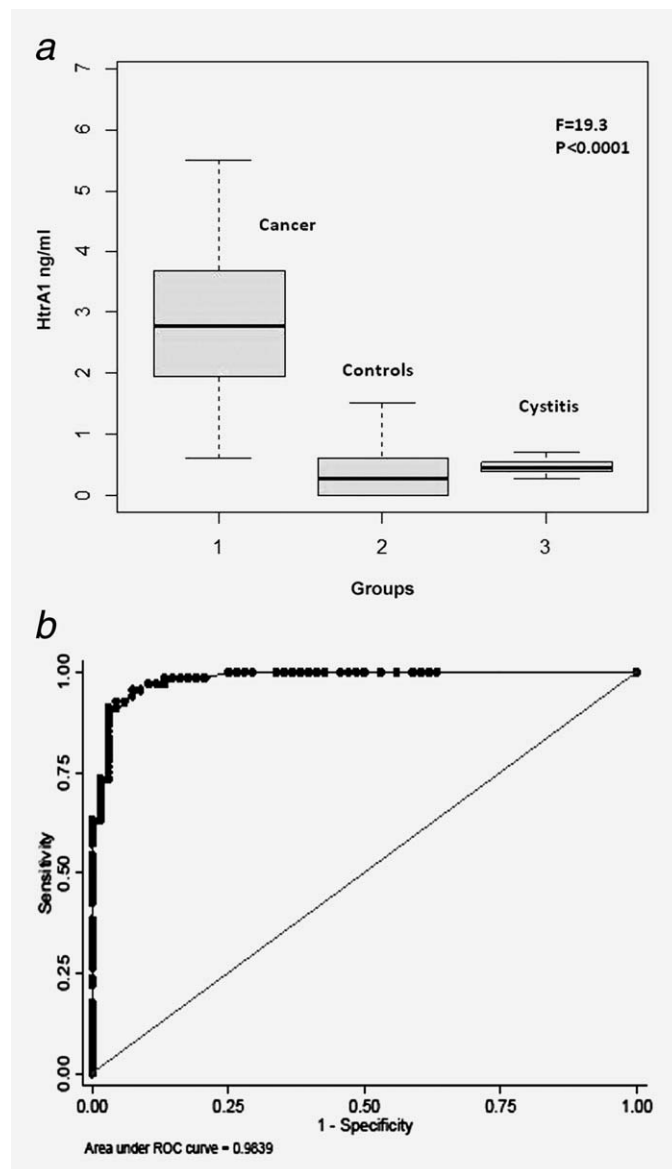 a
7
6
5
4
3
2
1
0
HtrA1 ng/ml
F=19.3
P<0.0001
Cancer
Controls
Cystitis
1 2 3
Groups
b
1.00
0.75
0.50
0.25
0.00
Sensitivity
0.00 0.25 0.50 0.75 1.00
1 - Specificity
Area under ROC curve = 0.9839